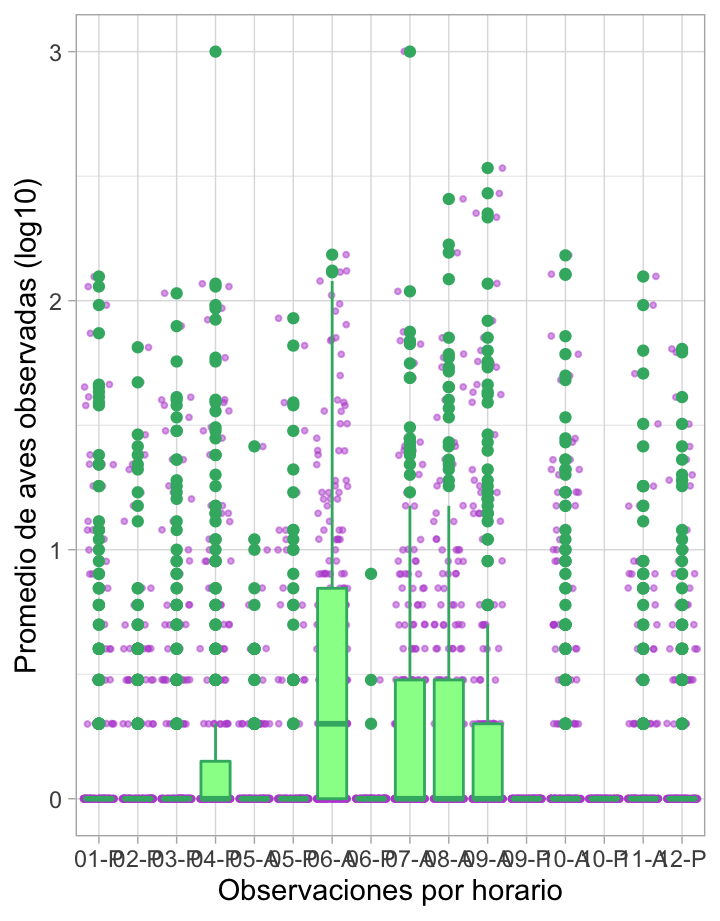 3
2
1
0
Promedio de aves observadas (log10)
01-P 02-P 03-P 04-P 05-A 05-P 06-A 06-P 07-A 08-A 09-A 09-P 10-A 10-P 11-A 12-P
Observaciones por horario